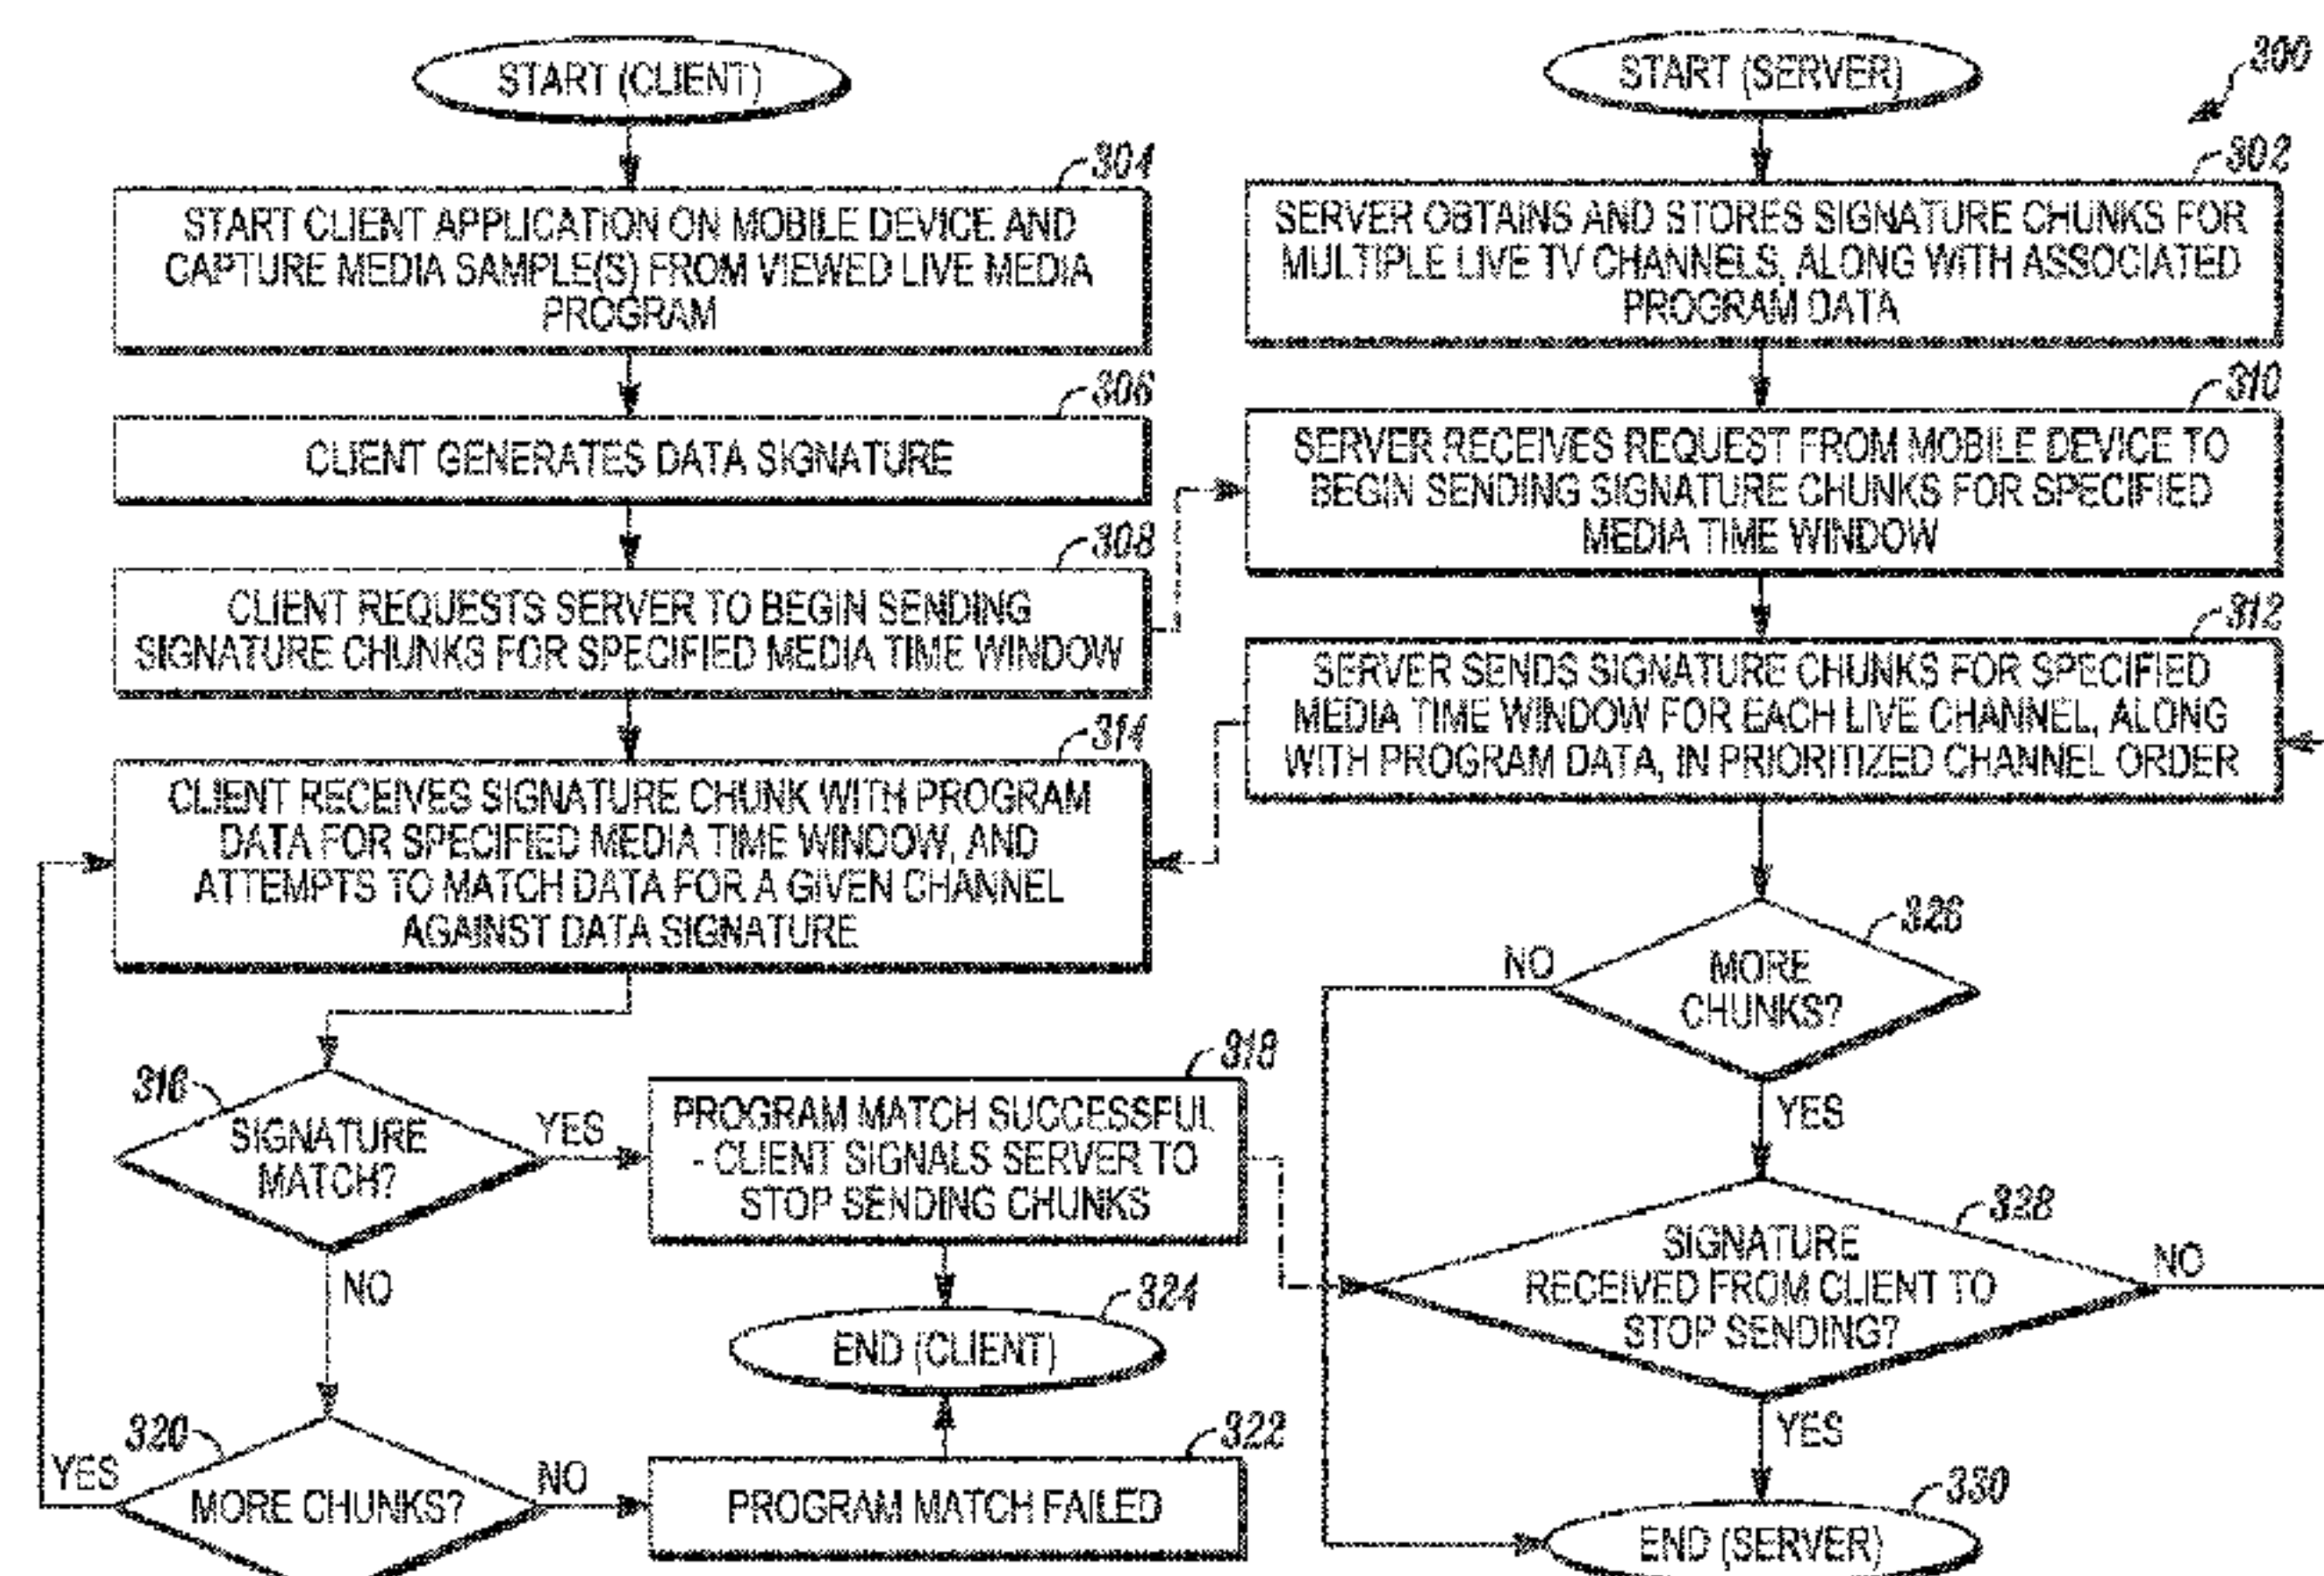 START (CLIENT)
304
START CLIENT APPLICATION ON MOBILE DEVICE AND
CAPTURE MEDIA SAMPLE(S) FROM VIEWED LIVE MEDIA
PROGRAM
306
CLIENT GENERATES DATA SIGNATURE
308
CLIENT REQUESTS SERVER TO BEGIN SENDING
SIGNATURE CHUNKS FOR SPECIFIED MEDIA TIME WINDOW
314
CLIENT RECEIVES SIGNATURE CHUNK WITH PROGRAM
DATA FOR SPECIFIED MEDIA TIME WINDOW, AND
ATTEMPTS TO MATCH DATA FOR A GIVEN CHANNEL
AGAINST DATA SIGNATURE
316
SIGNATURE
MATCH?
YES
NO
318
PROGRAM MATCH SUCCESSFUL
- CLIENT SIGNALS SERVER TO
STOP SENDING CHUNKS
324
END (CLIENT)
320
MORE CHUNKS?
YES
NO
322
PROGRAM MATCH FAILED
START (SERVER)
300
302
SERVER OBTAINS AND STORES SIGNATURE CHUNKS FOR
MULTIPLE LIVE TV CHANNELS, ALONG WITH ASSOCIATED
PROGRAM DATA
310
SERVER RECEIVES REQUEST FROM MOBILE DEVICE TO
BEGIN SENDING SIGNATURE CHUNKS FOR SPECIFIED
MEDIA TIME WINDOW
312
SERVER SENDS SIGNATURE CHUNKS FOR SPECIFIED
MEDIA TIME WINDOW FOR EACH LIVE CHANNEL, ALONG
WITH PROGRAM DATA, IN PRIORITIZED CHANNEL ORDER
326
MORE
CHUNKS?
NO
YES
328
SIGNATURE
RECEIVED FROM CLIENT TO
STOP SENDING?
NO
YES
330
END (SERVER)